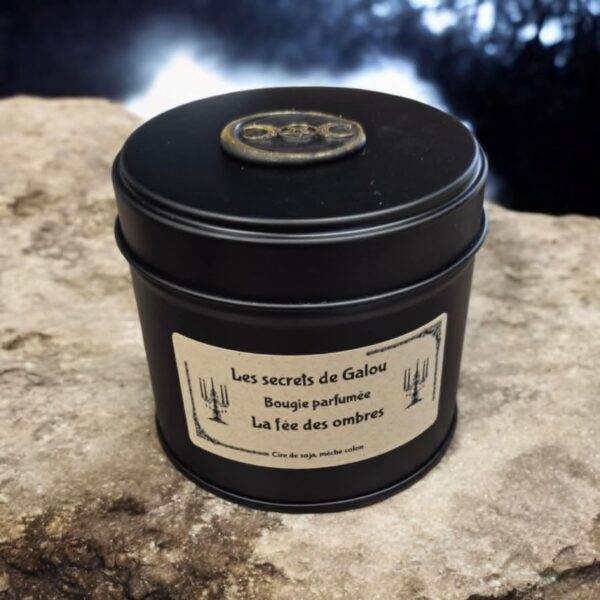 Les secrets de Galou
Bougie parfumée
La fée des ombres
Cire de soja, mèche coton